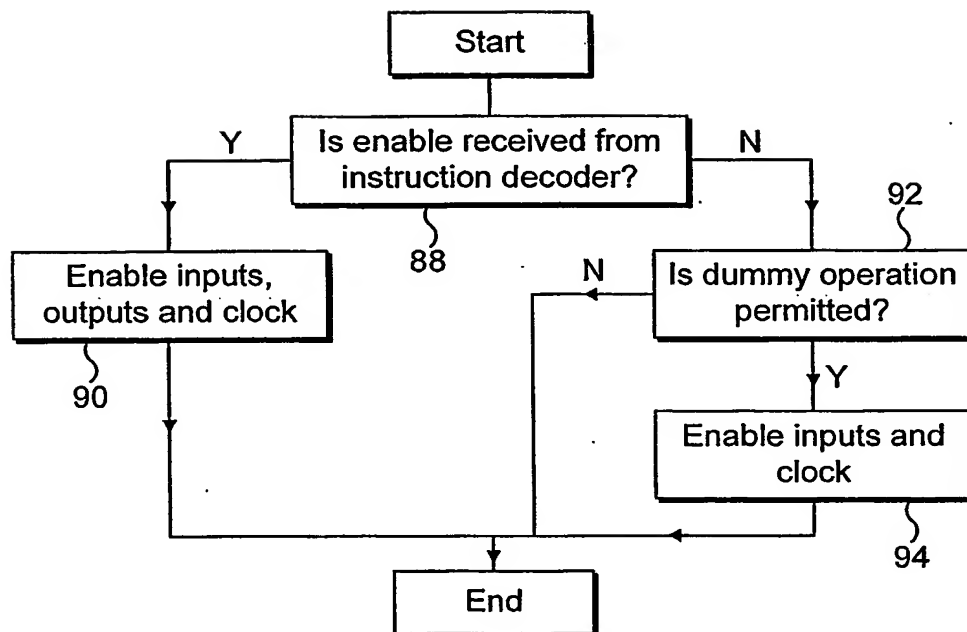 Start
Is enable received from
instruction decoder?
Y
N
88
92
Enable inputs,
outputs and clock
90
N
Is dummy operation
permitted?
Y
Enable inputs and
clock
94
End